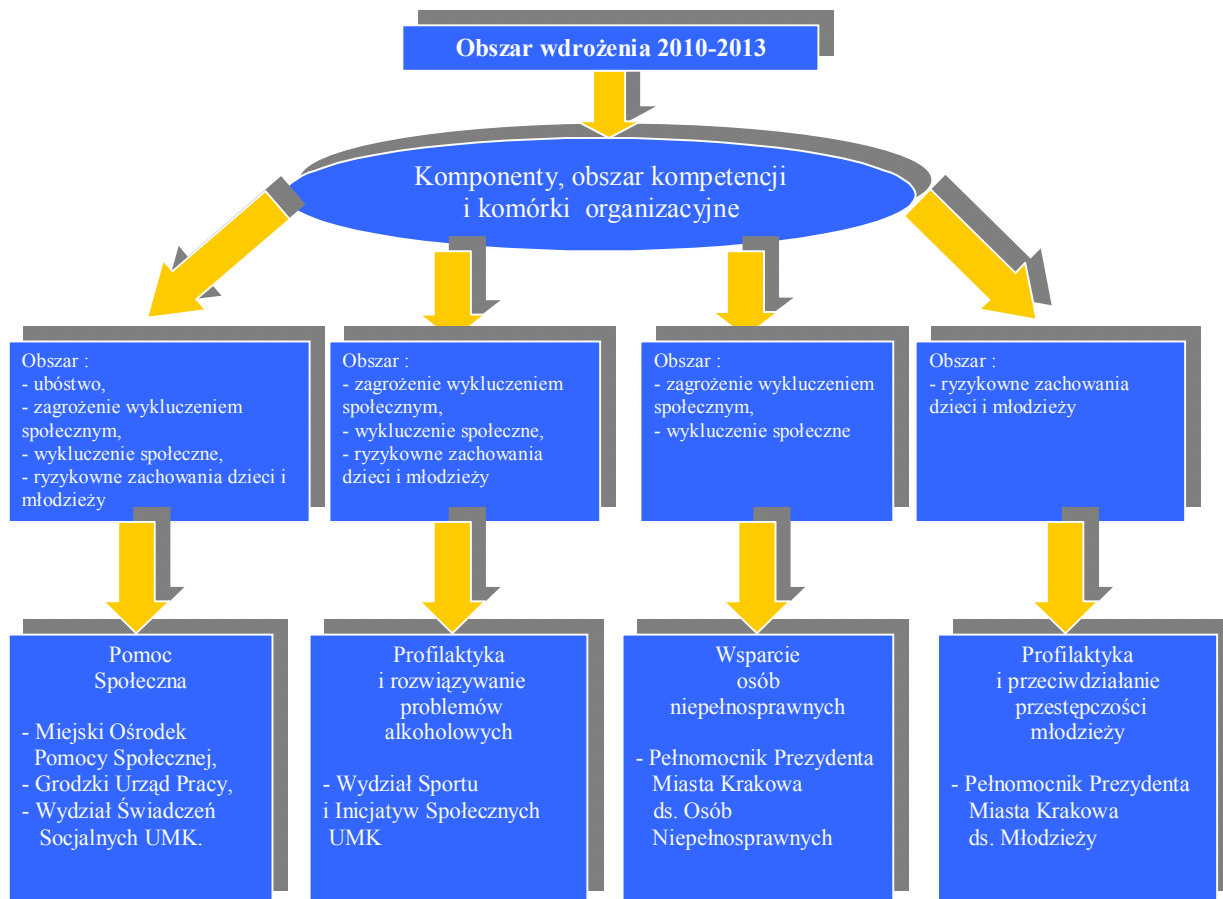 Obszar wdrożenia 2010-2013
Komponenty, obszar kompetencji
i komórki organizacyjne
Obszar :
- ubóstwo,
- zagrożenie wykluczeniem
społecznym,
- wykluczenie społeczne,
- ryzykowne zachowania dzieci i
młodzieży
Obszar :
- zagrożenie wykluczeniem
społecznym,
- wykluczenie społeczne,
- ryzykowne zachowania
dzieci i młodzieży
Obszar :
- zagrożenie wykluczeniem
społecznym,
- wykluczenie społeczne
Obszar :
- ryzykowne zachowania
dzieci i młodzieży
Pomoc
Społeczna
- Miejski Ośrodek
Pomocy Społecznej,
- Grodzki Urząd Pracy,
- Wydział Świadczeń
Socjalnych UMK.
Profilaktyka
i rozwiązywanie
problemów
alkoholowych
- Wydział Sportu
i Inicjatyw Społecznych
UMK
Wsparcie
osób
niepełnosprawnych
- Pełnomocnik Prezydenta
Miasta Krakowa
ds. Osób
Niepełnosprawnych
Profilaktyka
i przeciwdziałanie
przestępczości
młodzieży
- Pełnomocnik Prezydenta
Miasta Krakowa
ds. Młodzieży